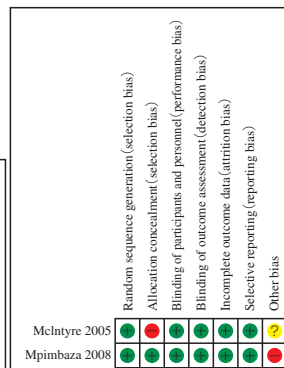 Random sequence generation(selection bias)
Allocation concealment(selection bias)
Blinding of participants and personnel(performance bias)
Blinding of outcome assessment(detection bias)
Incomplete outcome data(attrition bias)
Selective reporting(reporting bias)
Other bias
McIntyre 2005 + − + + + + ?
Mpimbaza 2008 + + + + + + −